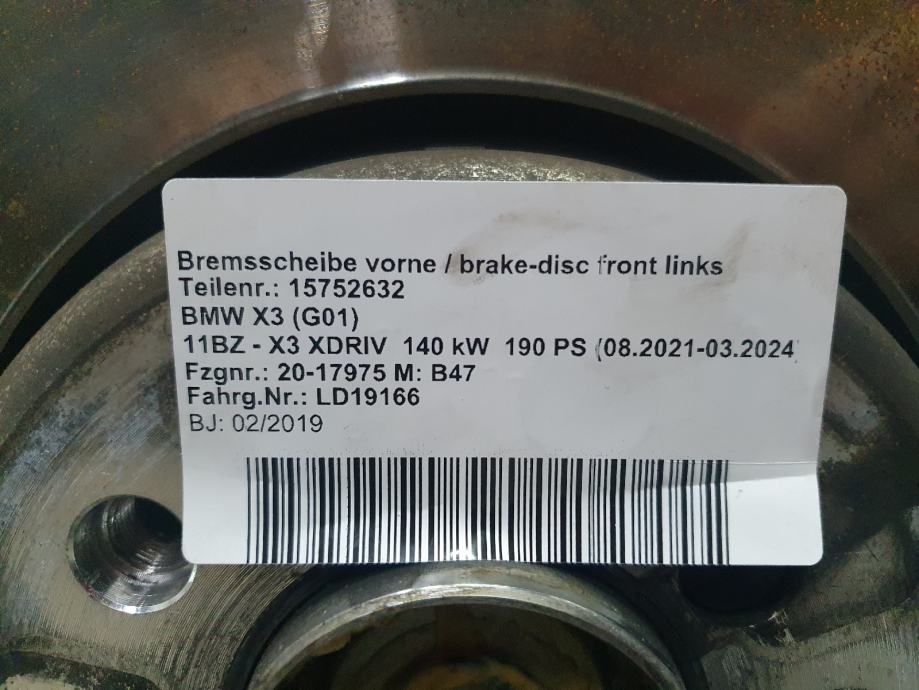 Bremsscheibe vorne / brake-disc front links
Teilenr.: 15752632
BMW X3 (G01)
11BZ - X3 XDRIV 140 kW 190 PS (08.2021-03.2024
Fzgnr.: 20-17975 M: B47
Fahrg.Nr.: LD19166
BJ: 02/2019